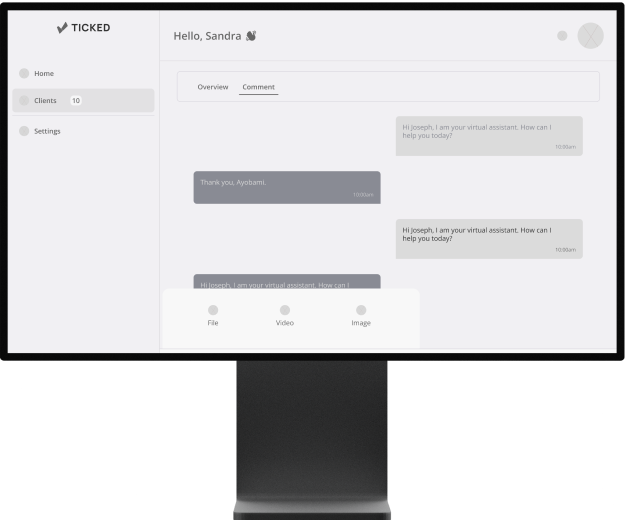 TICKED
Hello, Sandra 👋
Home
Clients 10
Settings
Overview Comment
Hi Joseph, I am your virtual assistant. How can I
help you today?
10:00am
Thank you, Ayobami.
10:00am
Hi Joseph, I am your virtual assistant. How can I
help you today?
10:00am
Hi Joseph, I am your virtual assistant. How can I
File Video Image